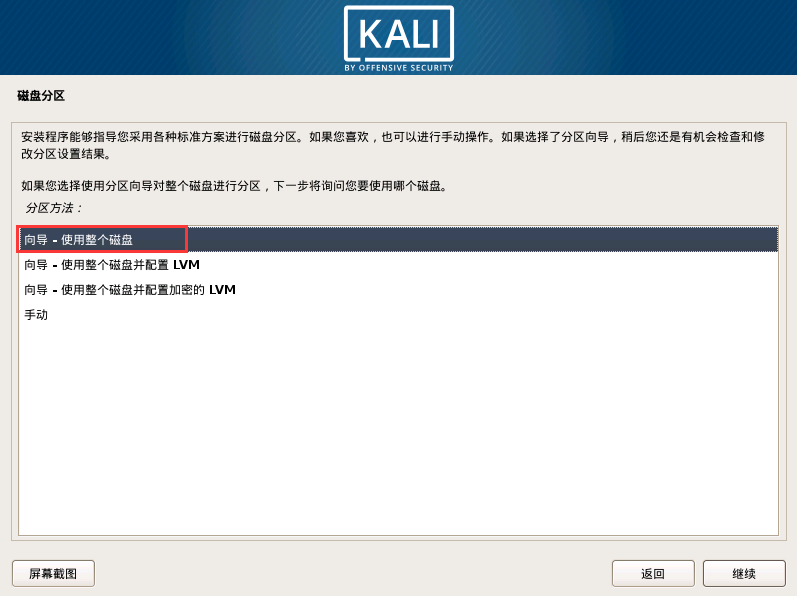 KALI
BY OFFENSIVE SECURITY
磁盘分区
安装程序能够指导您采用各种标准方案进行磁盘分区。如果您喜欢，也可以进行手动操作。如果选择了分区向导，稍后您还是有机会检查和修
改分区设置结果。
如果您选择使用分区向导对整个磁盘进行分区，下一步将询问您要使用哪个磁盘。
分区方法：
向导 - 使用整个磁盘
向导 - 使用整个磁盘并配置 LVM
向导 - 使用整个磁盘并配置加密的 LVM
手动
屏幕截图
返回
继续